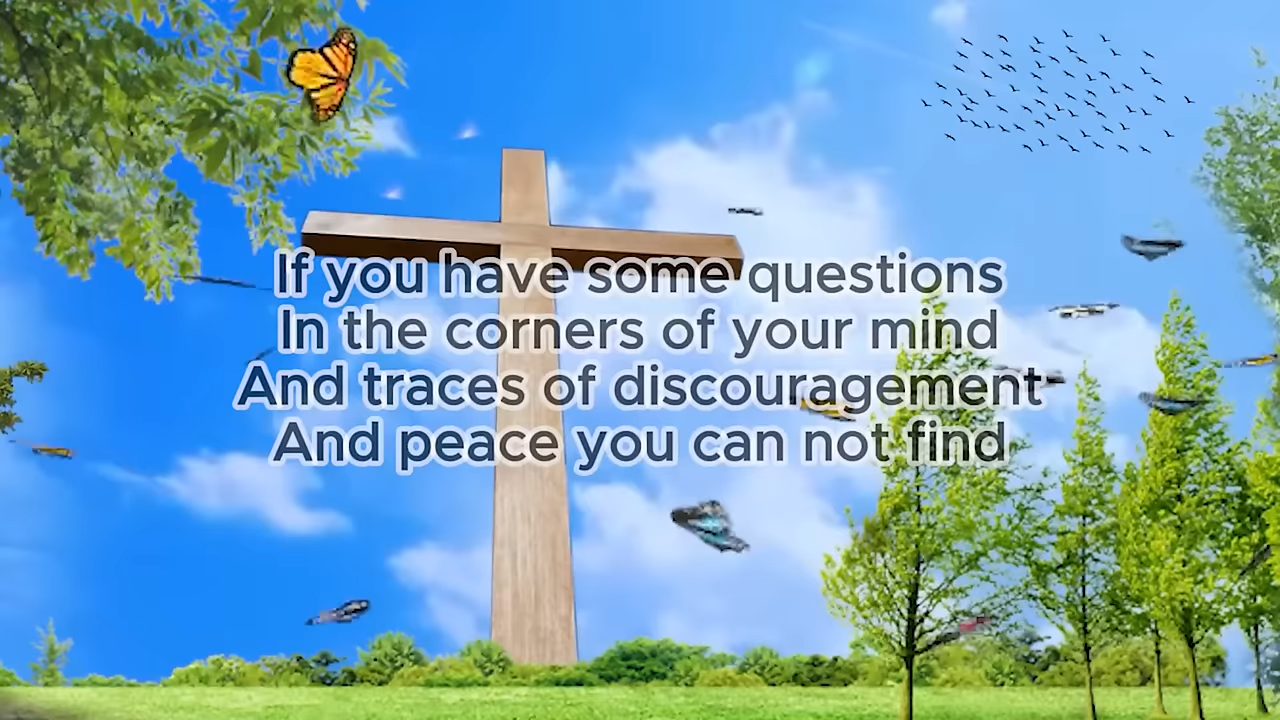 If you have some questions
In the corners of your mind
And traces of discouragement
And peace you can not find